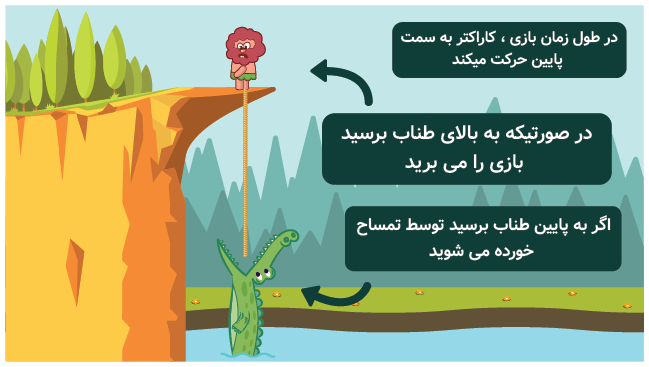 در طول زمان بازی ، کاراکتر به سمت
پایین حرکت میکند
در صورتیکه به بالای طناب برسید
بازی را می برید
اگر به پایین طناب برسید توسط تمساح
خورده می شوید